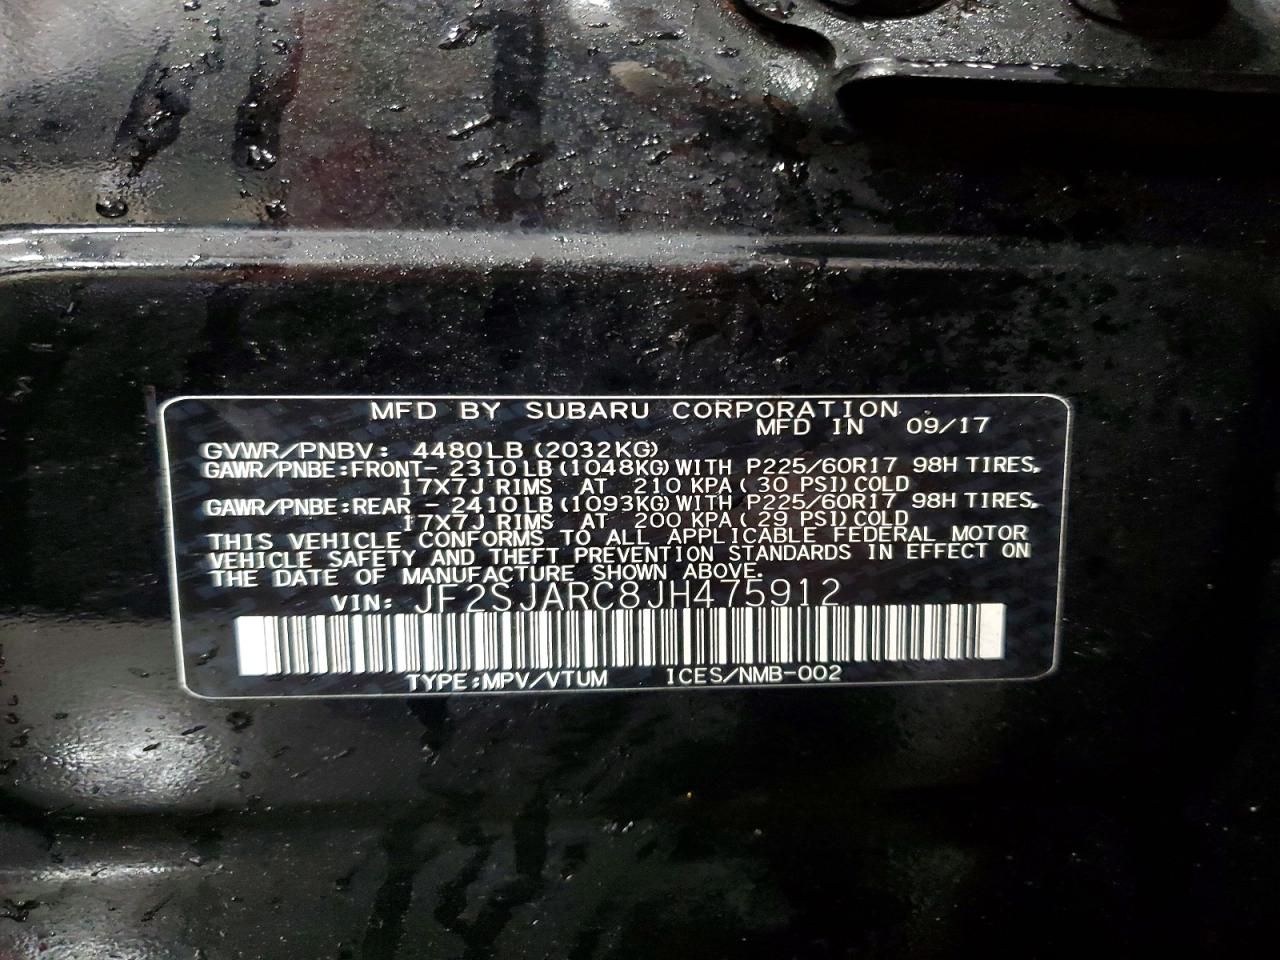 MFD BY SUBARU CORPORATION
MFD IN 09/17
GVWR/PNBV: 4480LB (2032KG)
GAWR/PNBE:FRONT- 2310LB(1048KG)WITH P225/60R17 98H TIRES,
17X7J RIMS AT 210 KPA(30 PSI)COLD
GAWR/PNBE:REAR - 2410LB(1093KG)WITH P225/60R17 98H TIRES,
17X7J RIMS AT 200 KPA(29 PSI)COLD
THIS VEHICLE CONFORMS TO ALL APPLICABLE FEDERAL MOTOR
VEHICLE SAFETY AND THEFT PREVENTION STANDARDS IN EFFECT ON
THE DATE OF MANUFACTURE SHOWN ABOVE.
VIN: JF2SJARC8JH475912
TYPE:MPV/VTUM ICES/NMB-002